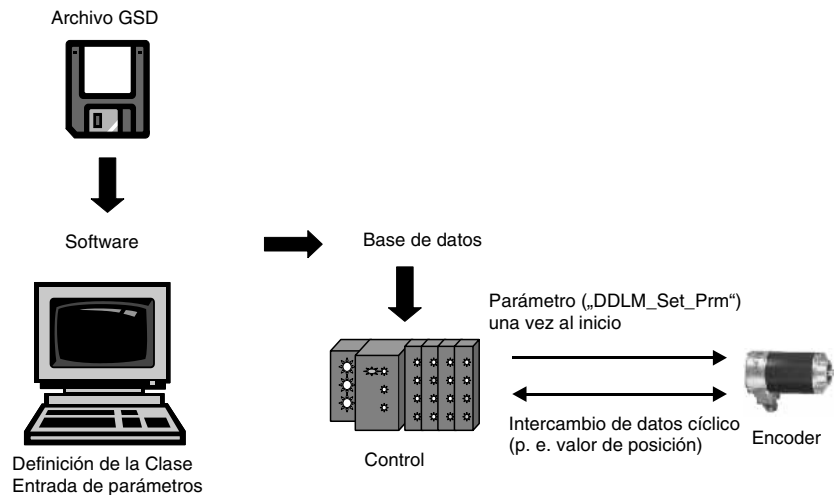 Archivo GSD
Software
Base de datos
Parámetro („DDLM_Set_Prm“)
una vez al inicio
Intercambio de datos cíclico
(p. e. valor de posición)
Encoder
Control
Definición de la Clase
Entrada de parámetros